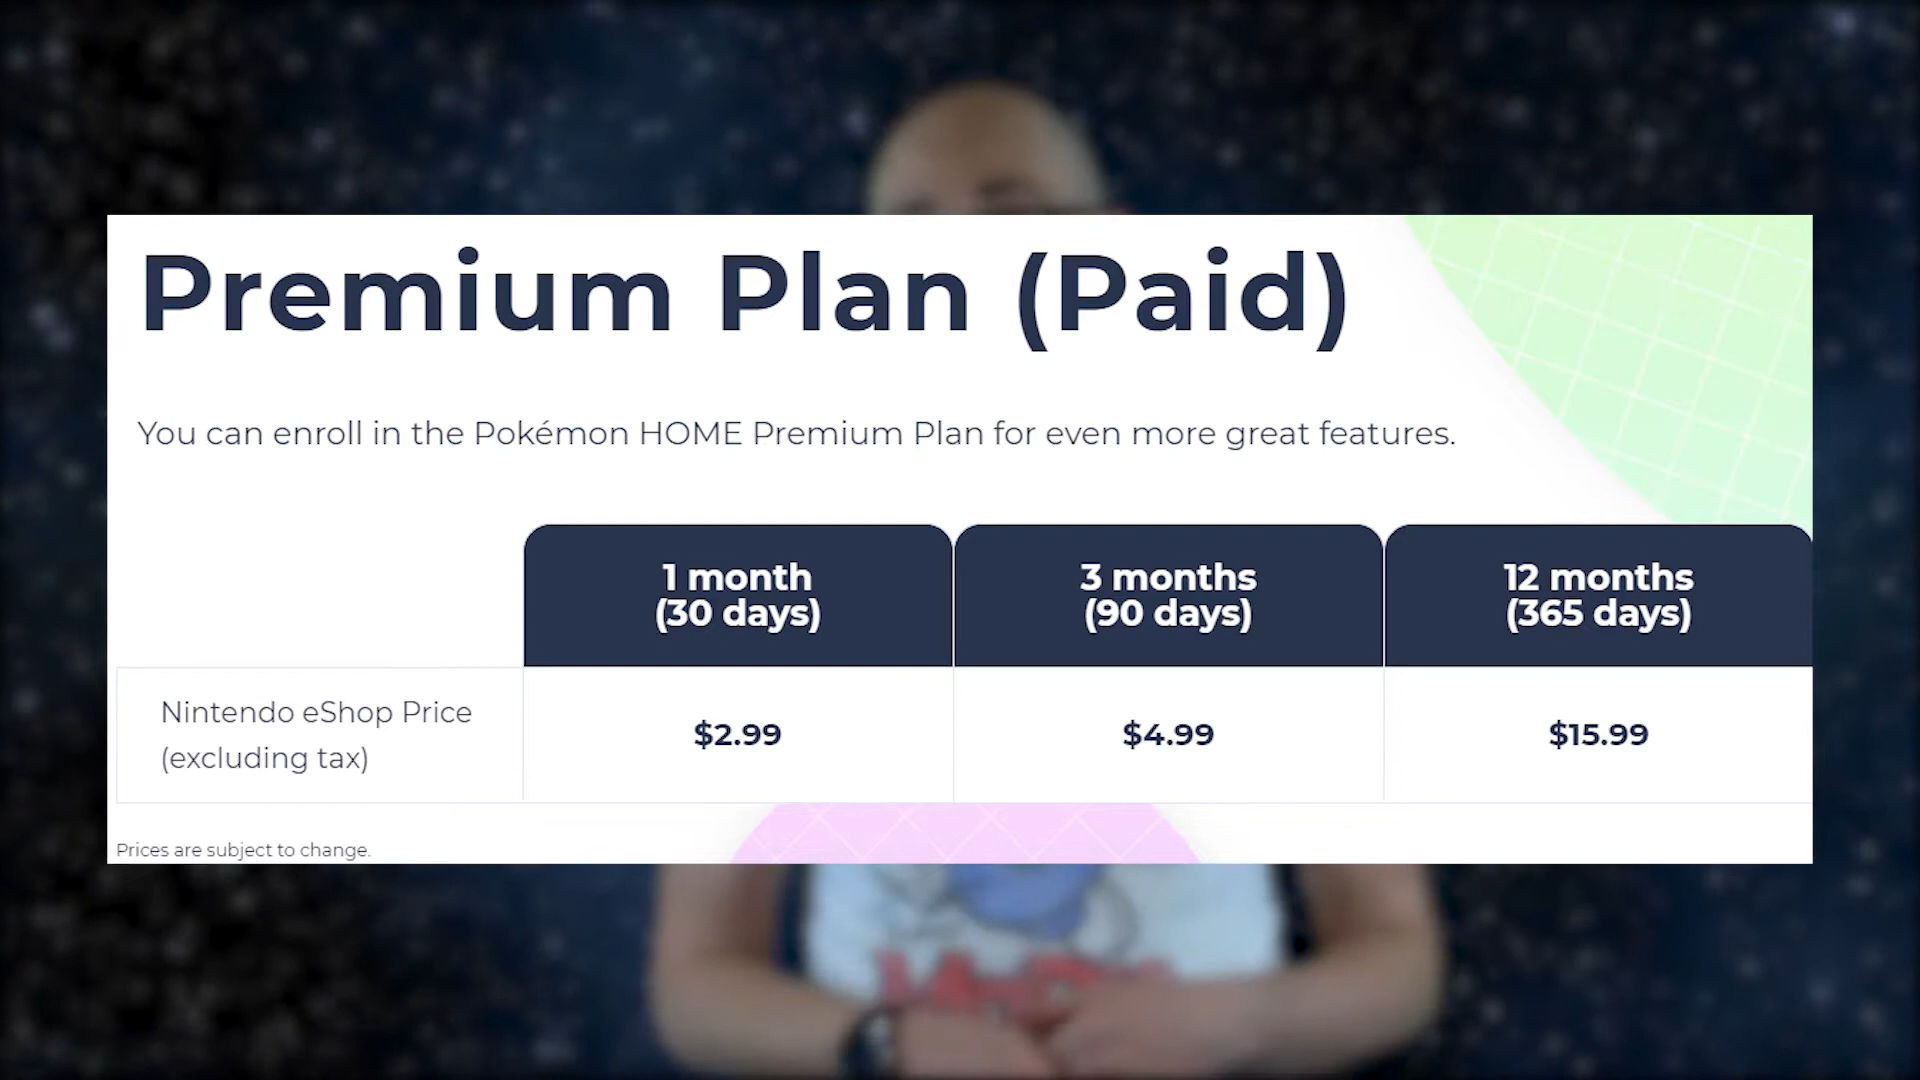 Premium Plan (Paid)
You can enroll in the Pokémon HOME Premium Plan for even more great features.
1 month
(30 days)
3 months
(90 days)
12 months
(365 days)
Nintendo eShop Price
(excluding tax)
$2.99
$4.99
$15.99
Prices are subject to change.